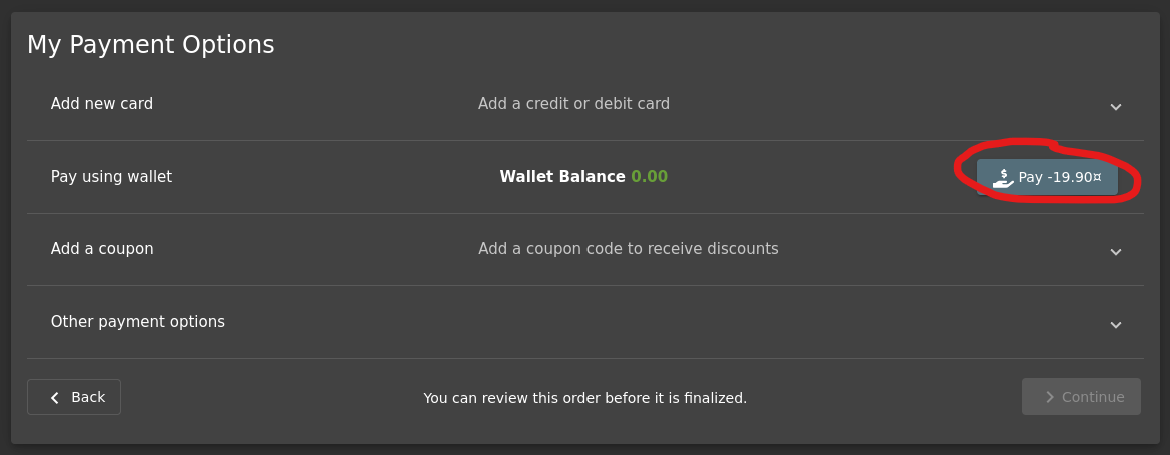 My Payment Options
Add new card Add a credit or debit card
Pay using wallet Wallet Balance 0.00 $ Pay -19.90¤
Add a coupon Add a coupon code to receive discounts
Other payment options
Back You can review this order before it is finalized. Continue